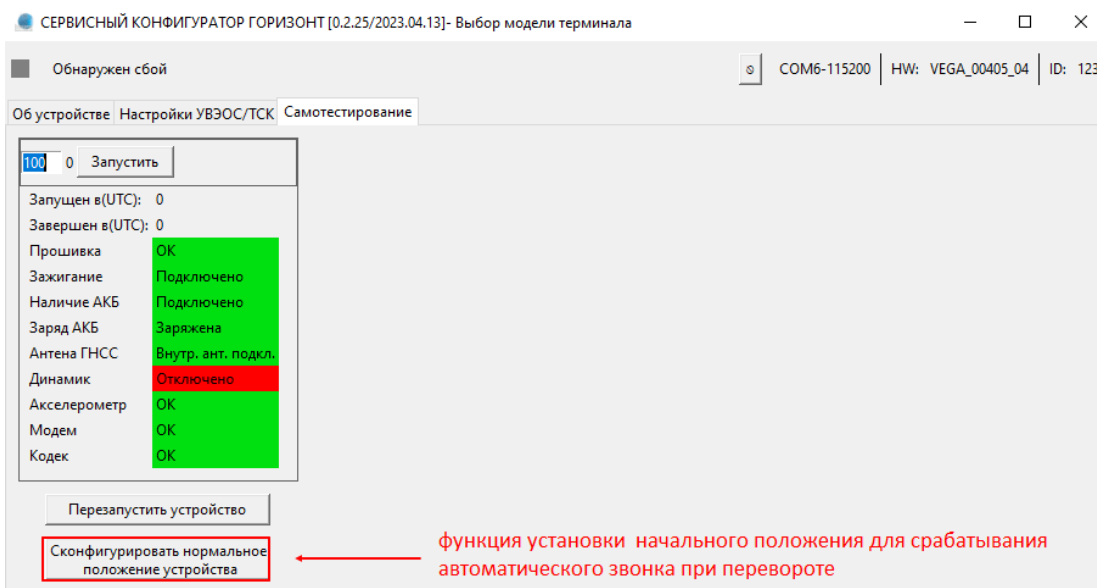 СЕРВИСНЫЙ КОНФИГУРАТОР ГОРИЗОНТ [0.2.25/2023.04.13]- Выбор модели терминала
Обнаружен сбой
COM6-115200 HW: VEGA_00405_04 ID: 123
Об устройстве Настройки УВЭОС/ТСК Самотестирование
100 0 Запустить
Запущен в(UTC): 0
Завершен в(UTC): 0
Прошивка OK
Зажигание Подключено
Наличие АКБ Подключено
Заряд АКБ Заряжена
Антена ГНСС Внутр. ант. подкл.
Динамик Отключено
Акселерометр OK
Модем OK
Кодек OK
Перезапустить устройство
Сконфигурировать нормальное
положение устройства
функция установки начального положения для срабатывания
автоматического звонка при перевороте